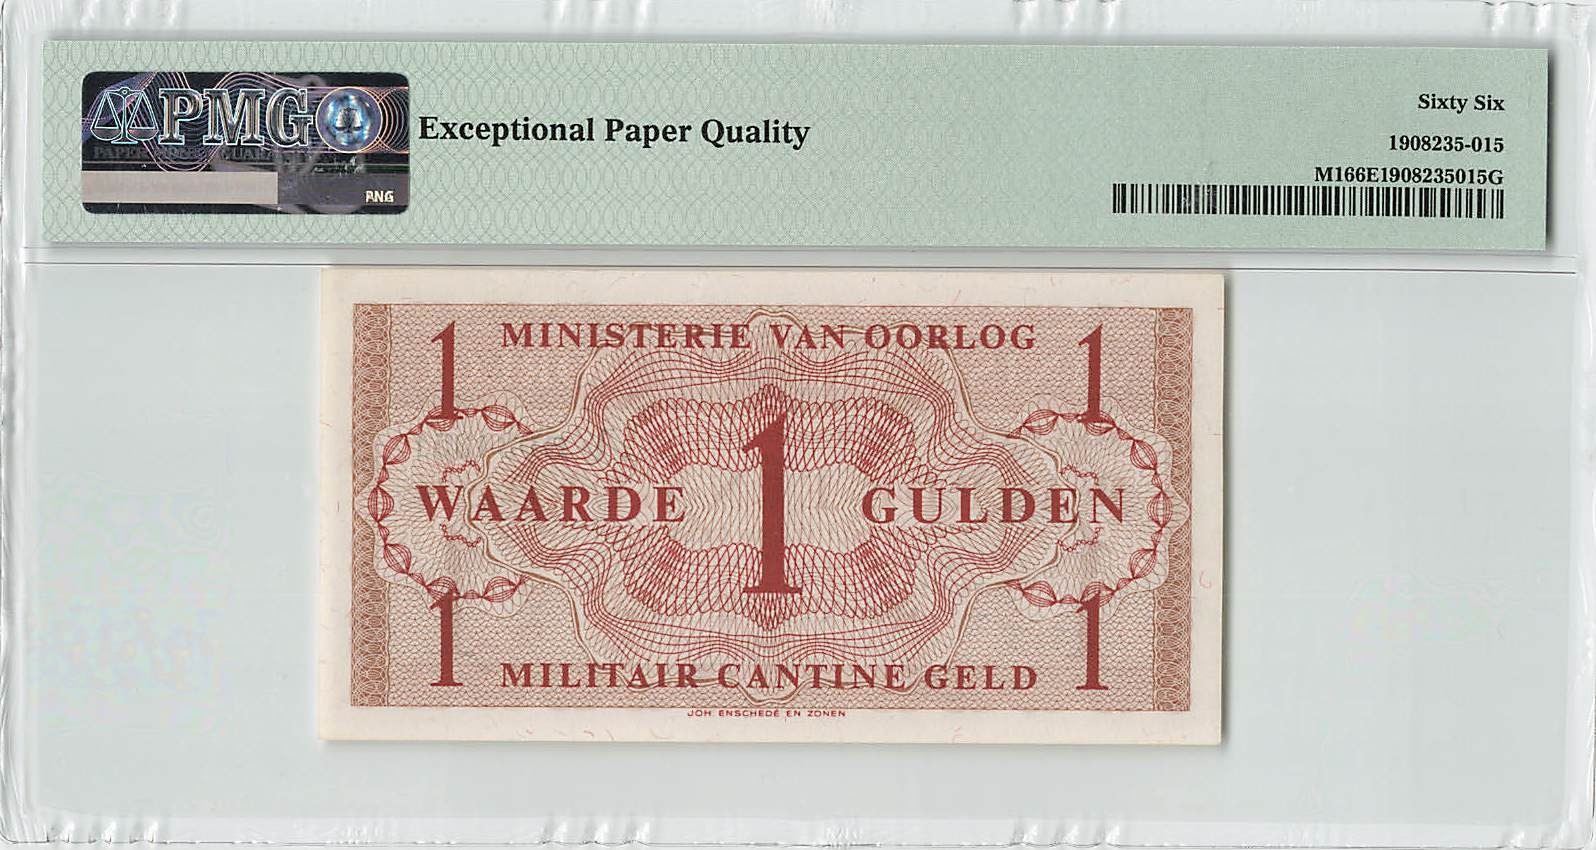 PMG
Exceptional Paper Quality
Sixty Six
1908235-015
M166E1908235015G
PNG
1 MINISTERIE VAN OORLOG 1
WAARDE 1 GULDEN
1 MILITAIR CANTINE GELD 1
JOH. ENSCHEDÉ EN ZONEN